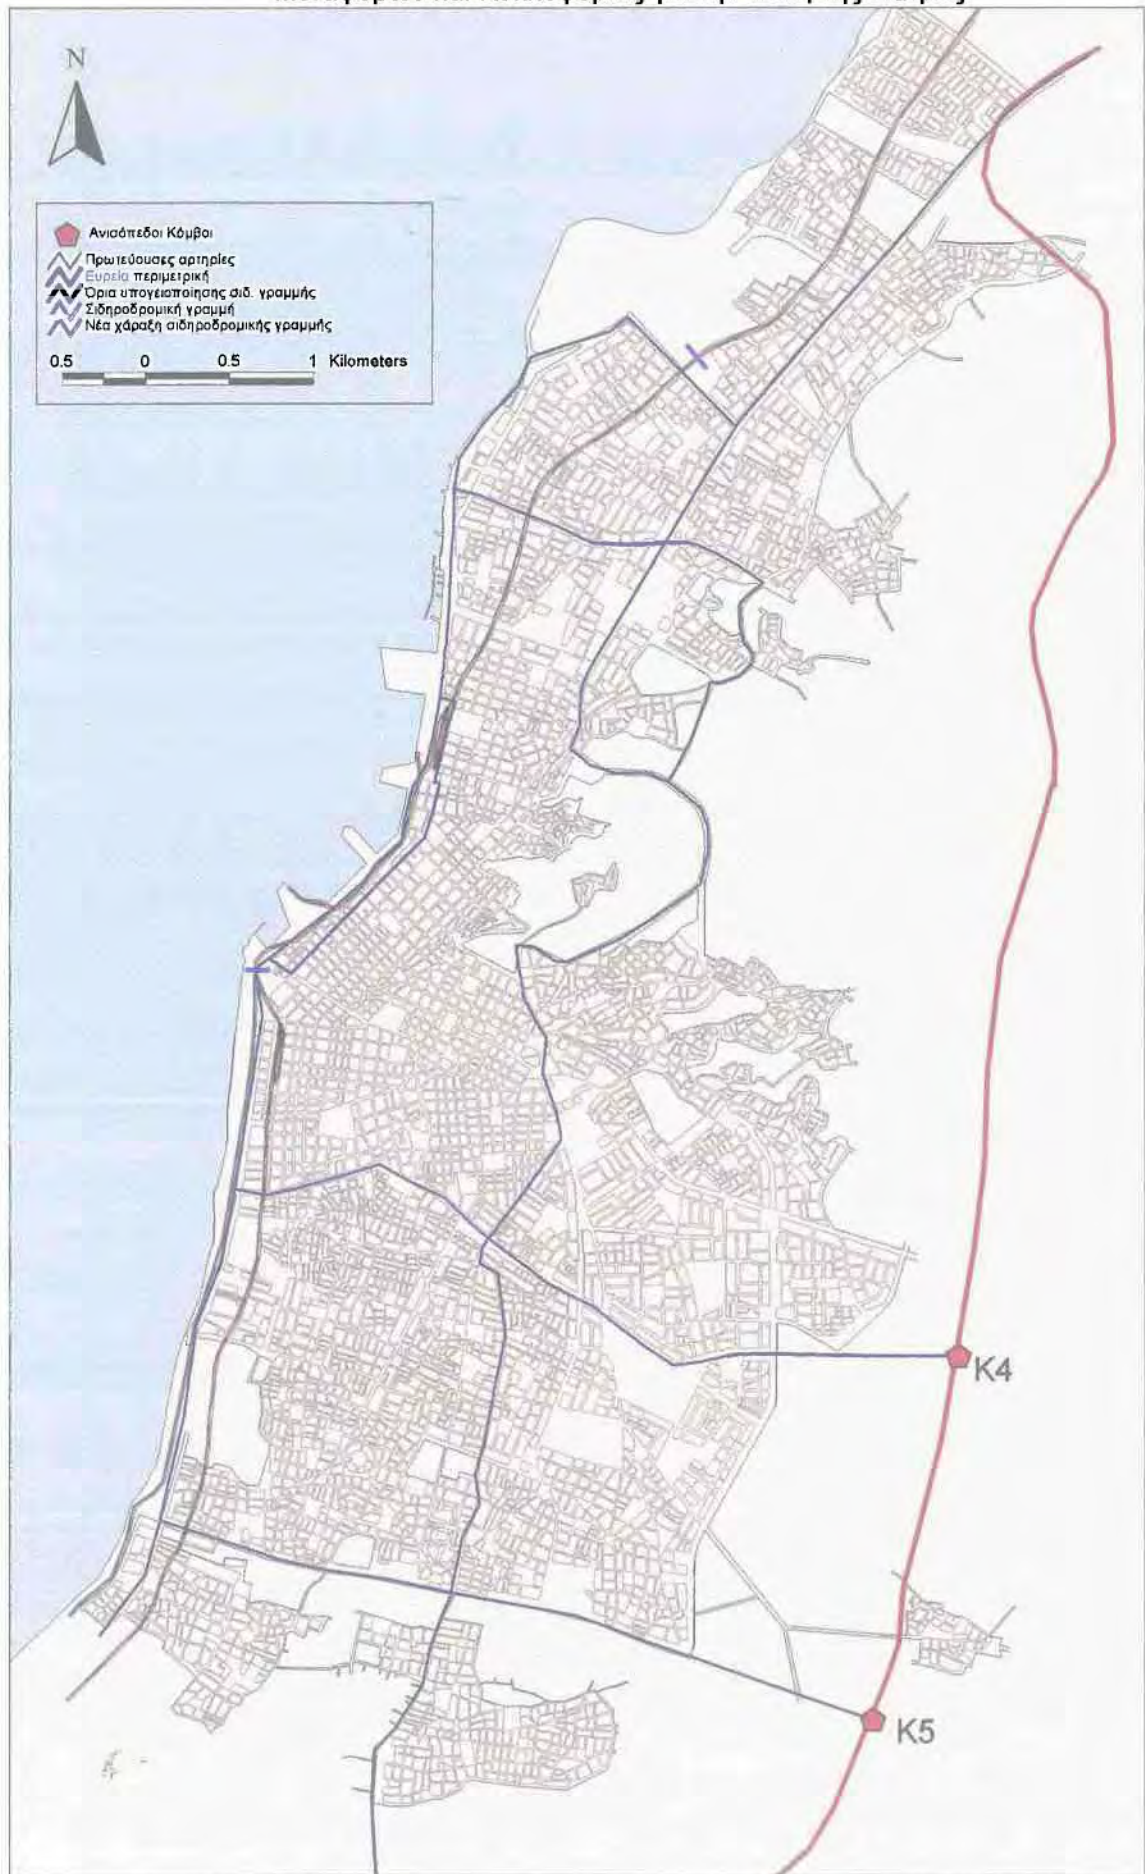 N
Ανισόπεδοι Κόμβοι
Πρωτεύουσες αρτηρίες
Ευρεία περιμετρική
Όρια υπογειοποίησης σιδ. γραμμής
Σιδηροδρομική γραμμή
Νέα χάραξη σιδηροδρομικής γραμμής
0.5 0 0.5 1 Kilometers
K4
K5